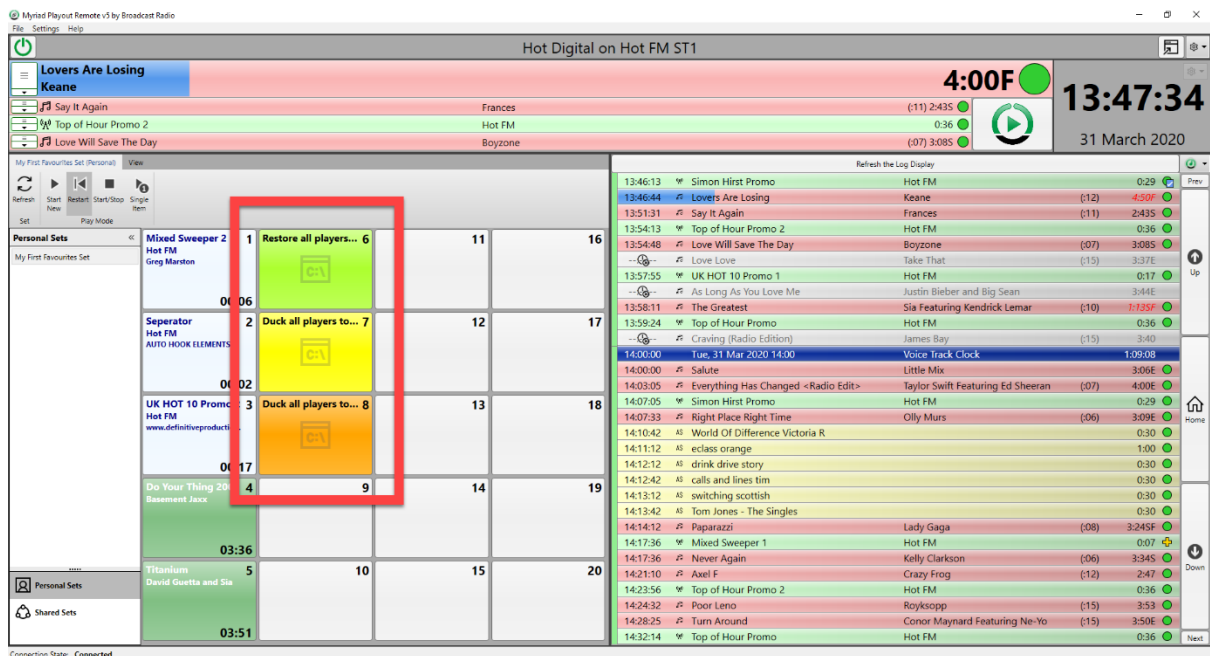 Myriad Playout Remote v5 by Broadcast Radio
File Settings Help
Hot Digital on Hot FM ST1
Lovers Are Losing
Keane
4:00F
Say It Again Frances (:11) 2:43S
Top of Hour Promo 2 Hot FM 0:36
Love Will Save The Day Boyzone (:07) 3:08S
13:47:34
31 March 2020
My First Favourites Set (Personal) View
Refresh
Start New
Restart
Start/Stop
Single Item
Set
Play Mode
Personal Sets «
My First Favourites Set
Personal Sets
Shared Sets
Mixed Sweeper 2 1
Hot FM
Greg Marston
00:06
Restore all players... 6
C:\
11
16
Seperator 2
Hot FM
AUTO HOOK ELEMENTS
00:02
Duck all players to... 7
C:\
12
17
UK HOT 10 Promo 3
Hot FM
www.definitiveproducti
00:17
Duck all players to... 8
C:\
13
18
Do Your Thing 20 4
Basement Jaxx
03:36
9
14
19
Titanium 5
David Guetta and Sia
03:51
10
15
20
Refresh the Log Display
13:46:13 Simon Hirst Promo Hot FM 0:29
13:46:44 Lovers Are Losing Keane (:12) 4:50F
13:51:31 Say It Again Frances (:11) 2:43S
13:54:13 Top of Hour Promo 2 Hot FM 0:36
13:54:48 Love Will Save The Day Boyzone (:07) 3:08S
-- -- Love Love Take That (:15) 3:37E
13:57:55 UK HOT 10 Promo 1 Hot FM 0:17
-- -- As Long As You Love Me Justin Bieber and Big Sean 3:44E
13:58:11 The Greatest Sia Featuring Kendrick Lemar (:10) 1:13SF
13:59:24 Top of Hour Promo Hot FM 0:36
-- -- Craving (Radio Edition) James Bay (:15) 3:40
14:00:00 Tue, 31 Mar 2020 14:00 Voice Track Clock 1:09:08
14:00:00 Salute Little Mix 3:06E
14:03:05 Everything Has Changed <Radio Edit> Taylor Swift Featuring Ed Sheeran (:07) 4:00E
14:07:05 Simon Hirst Promo Hot FM 0:29
14:07:33 Right Place Right Time Olly Murs (:06) 3:09E
14:10:42 AS World Of Difference Victoria R 0:30
14:11:12 AS eclass orange 1:00
14:12:12 AS drink drive story 0:30
14:12:42 AS calls and lines tim 0:30
14:13:12 AS switching scottish 0:30
14:13:42 AS Tom Jones - The Singles 0:30
14:14:12 Paparazzi Lady Gaga (:08) 3:24SF
14:17:36 Mixed Sweeper 1 Hot FM 0:07
14:17:36 Never Again Kelly Clarkson (:06) 3:34S
14:21:10 Axel F Crazy Frog (:12) 2:47
14:23:56 Top of Hour Promo 2 Hot FM 0:36
14:24:32 Poor Leno Royksopp (:15) 3:53
14:28:25 Turn Around Conor Maynard Featuring Ne-Yo (:15) 3:50E
14:32:14 Top of Hour Promo Hot FM 0:36
Prev
Up
Home
Down
Next
Connection State: Connected